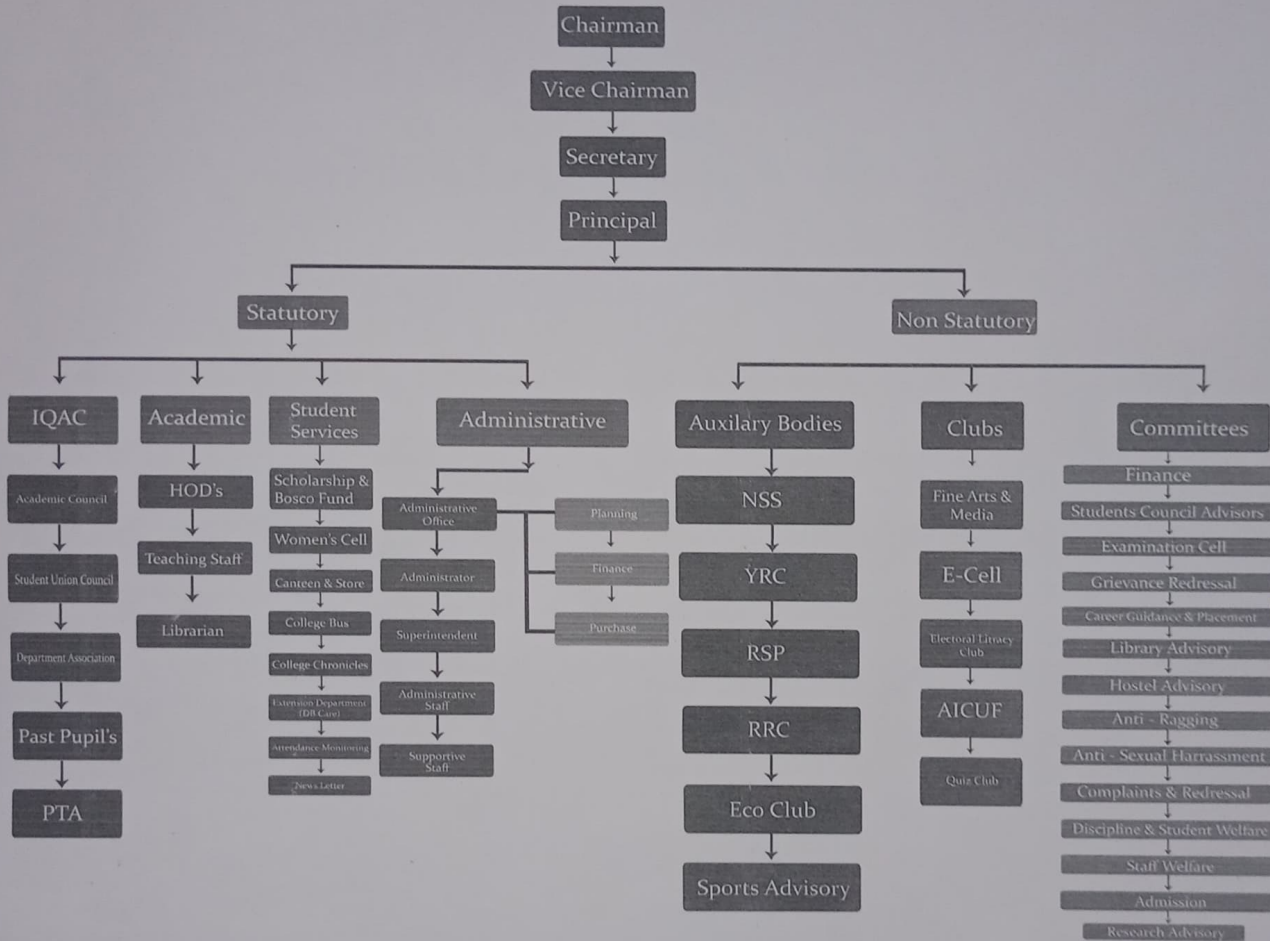 Chairman
Vice Chairman
Secretary
Principal
Statutory
Non Statutory
IQAC
Academic Council
Student Union Council
Department Association
Past Pupil's
PTA
Academic
HOD's
Teaching Staff
Librarian
Student
Services
Scholarship &
Bosco Fund
Women's Cell
Canteen & Store
College Bus
College Chronicles
Extension Department
(DB Care)
Attendance Monitoring
News Letter
Administrative
Administrative
Office
Administrator
Superintendent
Administrative
Staff
Supportive
Staff
Planning
Finance
Purchase
Auxilary Bodies
NSS
YRC
RSP
RRC
Eco Club
Sports Advisory
Clubs
Fine Arts &
Media
E-Cell
Electoral Litracy
Club
AICUF
Quiz Club
Committees
Finance
Students Council Advisors
Examination Cell
Grievance Redressal
Career Guidance & Placement
Library Advisory
Hostel Advisory
Anti - Ragging
Anti - Sexual Harrassment
Complaints & Redressal
Discipline & Student Welfare
Staff Welfare
Admission
Research Advisory